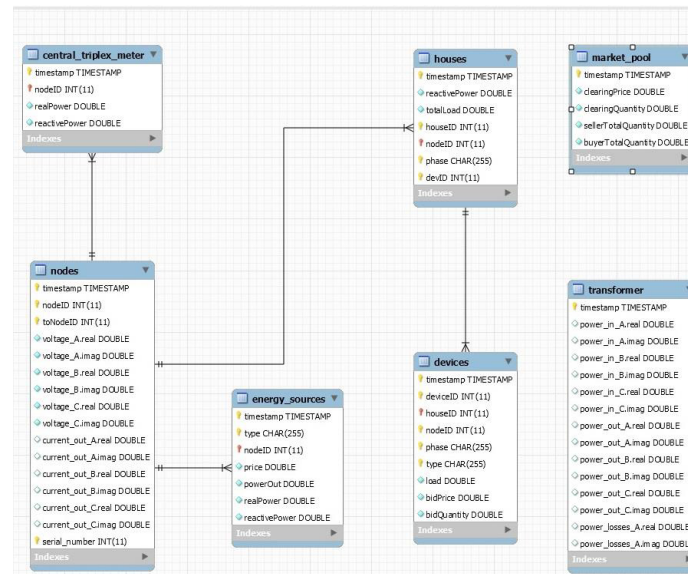 central_triplex_meter
timestamp TIMESTAMP
nodeID INT(11)
realPower DOUBLE
reactivePower DOUBLE
Indexes
houses
timestamp TIMESTAMP
reactivePower DOUBLE
totalLoad DOUBLE
houseID INT(11)
nodeID INT(11)
phase CHAR(255)
devID INT(11)
Indexes
market_pool
timestamp TIMESTAMP
clearingPrice DOUBLE
clearingQuantity DOUBLE
sellerTotalQuantity DOUBLE
buyerTotalQuantity DOUBLE
Indexes
nodes
timestamp TIMESTAMP
nodeID INT(11)
toNodeID INT(11)
voltage_A.real DOUBLE
voltage_A.imag DOUBLE
voltage_B.real DOUBLE
voltage_B.imag DOUBLE
voltage_C.real DOUBLE
voltage_C.imag DOUBLE
current_out_A.real DOUBLE
current_out_A.imag DOUBLE
current_out_B.real DOUBLE
current_out_B.imag DOUBLE
current_out_C.real DOUBLE
current_out_C.imag DOUBLE
serial_number INT(11)
Indexes
energy_sources
timestamp TIMESTAMP
type CHAR(255)
nodeID INT(11)
price DOUBLE
powerOut DOUBLE
realPower DOUBLE
reactivePower DOUBLE
Indexes
devices
timestamp TIMESTAMP
deviceID INT(11)
houseID INT(11)
nodeID INT(11)
phase CHAR(255)
type CHAR(255)
load DOUBLE
bidPrice DOUBLE
bidQuantity DOUBLE
Indexes
transformer
timestamp TIMESTAMP
power_in_A.real DOUBLE
power_in_A.imag DOUBLE
power_in_B.real DOUBLE
power_in_B.imag DOUBLE
power_in_C.real DOUBLE
power_in_C.imag DOUBLE
power_out_A.real DOUBLE
power_out_A.imag DOUBLE
power_out_B.real DOUBLE
power_out_B.imag DOUBLE
power_out_C.real DOUBLE
power_out_C.imag DOUBLE
power_losses_A.real DOUBLE
power_losses_A.imag DOUBL
Indexes